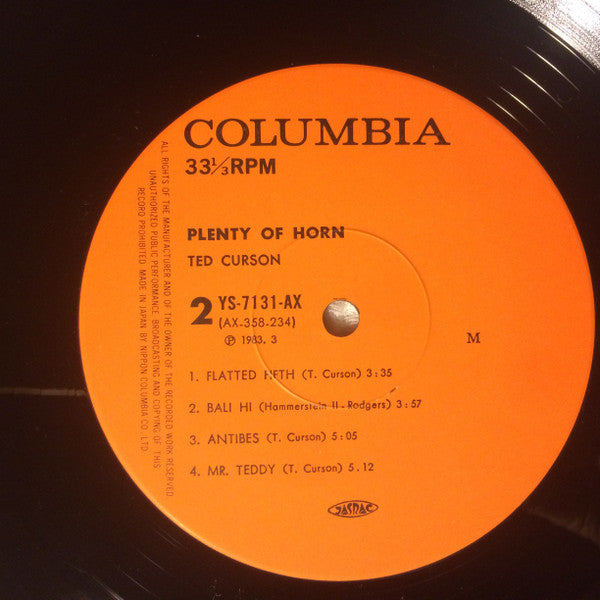 COLUMBIA
33⅓RPM
PLENTY OF HORN
TED CURSON
2 YS-7131-AX
(AX-358-234)
Ⓟ 1983. 3
M
1. FLATTED FIFTH (T. Curson) 3:35
2. BALI HI (Hammerstein II - Rodgers) 3:57
3. ANTIBES (T. Curson) 5:05
4. MR. TEDDY (T. Curson) 5.12
JASRAC
ALL RIGHTS OF THE MANUFACTURER AND OF THE OWNER OF THE RECORDED WORK RESERVED
UNAUTHORIZED PUBLIC PERFORMANCE, BROADCASTING AND COPYING OF THIS
RECORD PROHIBITED. MADE IN JAPAN BY NIPPON COLUMBIA CO., LTD.